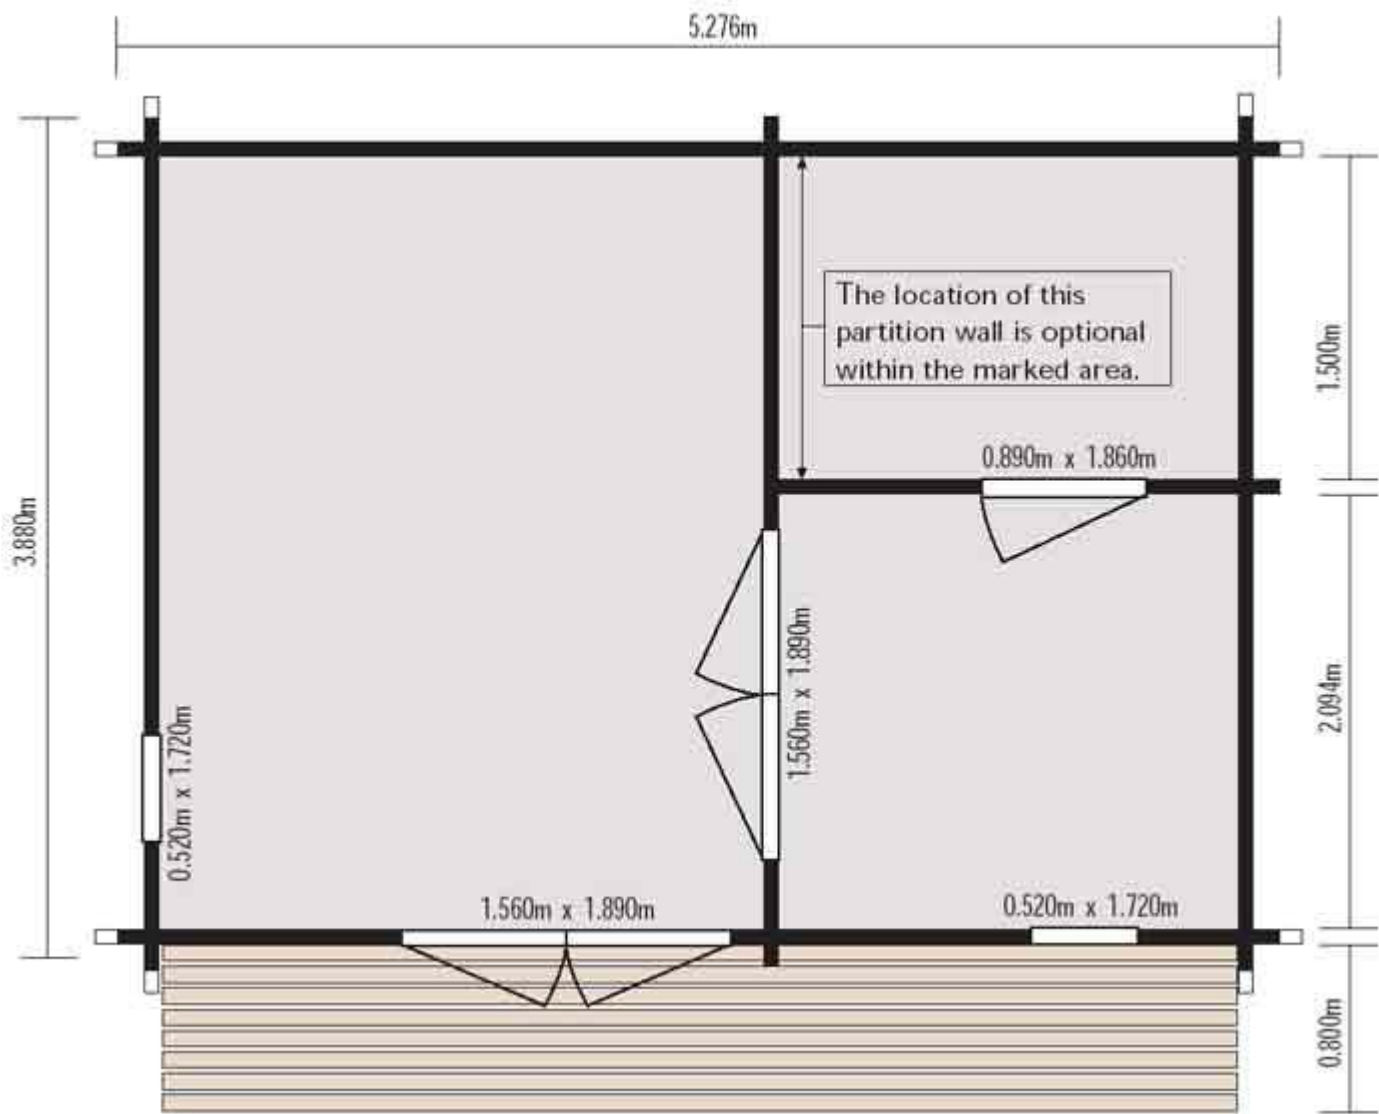 5.276m
The location of this
partition wall is optional
within the marked area.
1.500m
0.890m x 1.860m
3.880m
1.560m x 1.890m
2.094m
0.520m x 1.720m
1.560m x 1.890m
0.520m x 1.720m
0.800m